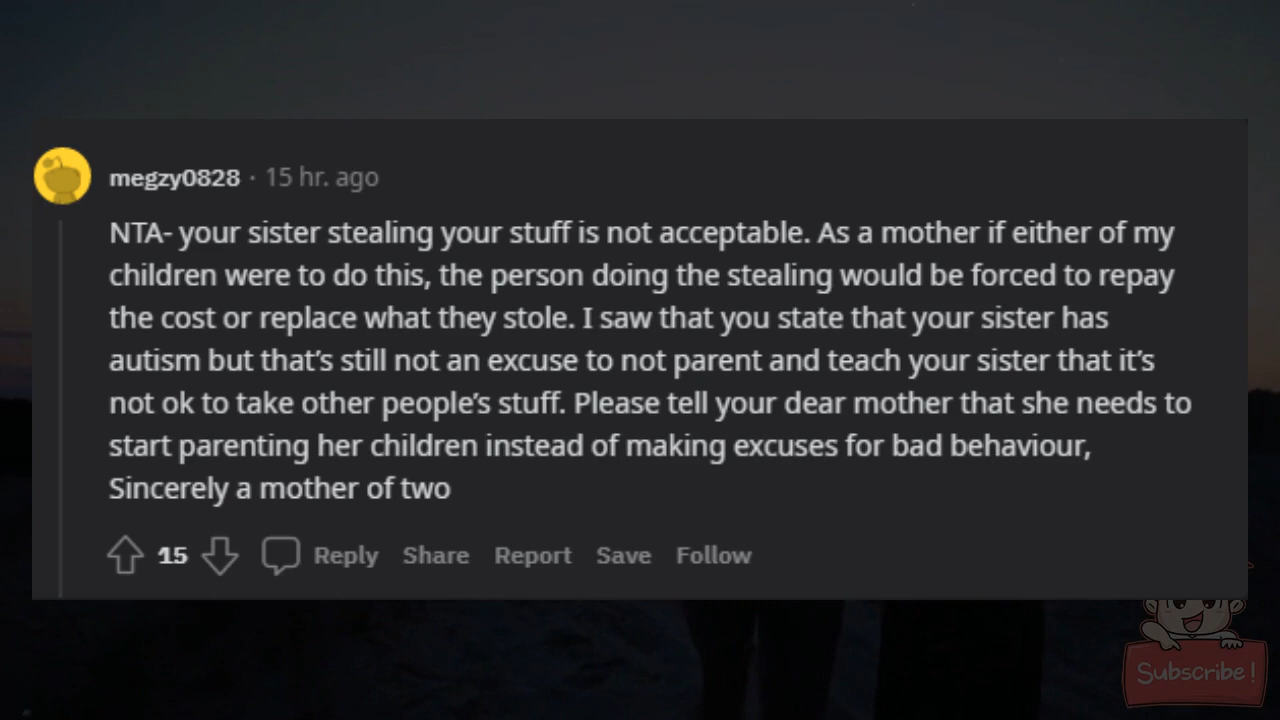 megzy0828 · 15 hr. ago
NTA- your sister stealing your stuff is not acceptable. As a mother if either of my
children were to do this, the person doing the stealing would be forced to repay
the cost or replace what they stole. I saw that you state that your sister has
autism but that’s still not an excuse to not parent and teach your sister that it’s
not ok to take other people’s stuff. Please tell your dear mother that she needs to
start parenting her children instead of making excuses for bad behaviour,
Sincerely a mother of two
15 Reply Share Report Save Follow
Subscribe!